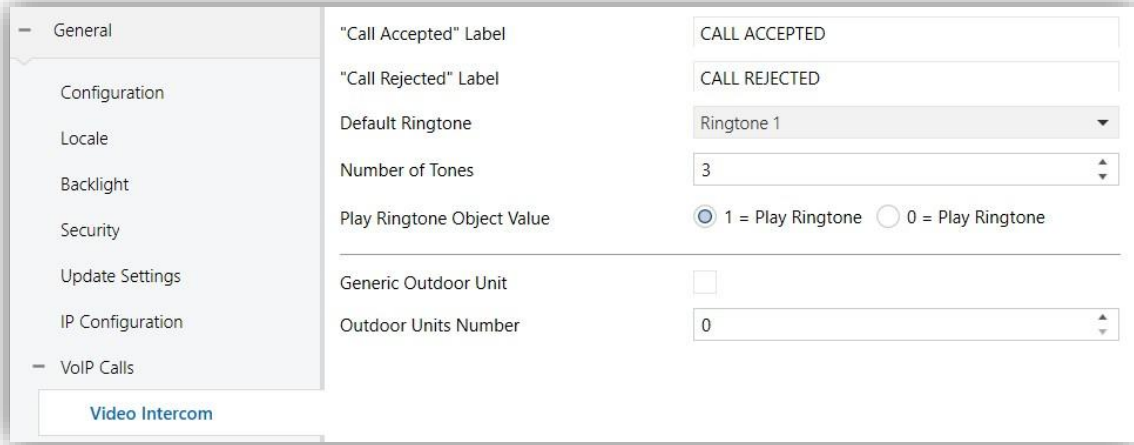 General
Configuration
Locale
Backlight
Security
Update Settings
IP Configuration
VoIP Calls
Video Intercom
"Call Accepted" Label CALL ACCEPTED
"Call Rejected" Label CALL REJECTED
Default Ringtone Ringtone 1
Number of Tones 3
Play Ringtone Object Value 1 = Play Ringtone 0 = Play Ringtone
Generic Outdoor Unit
Outdoor Units Number 0